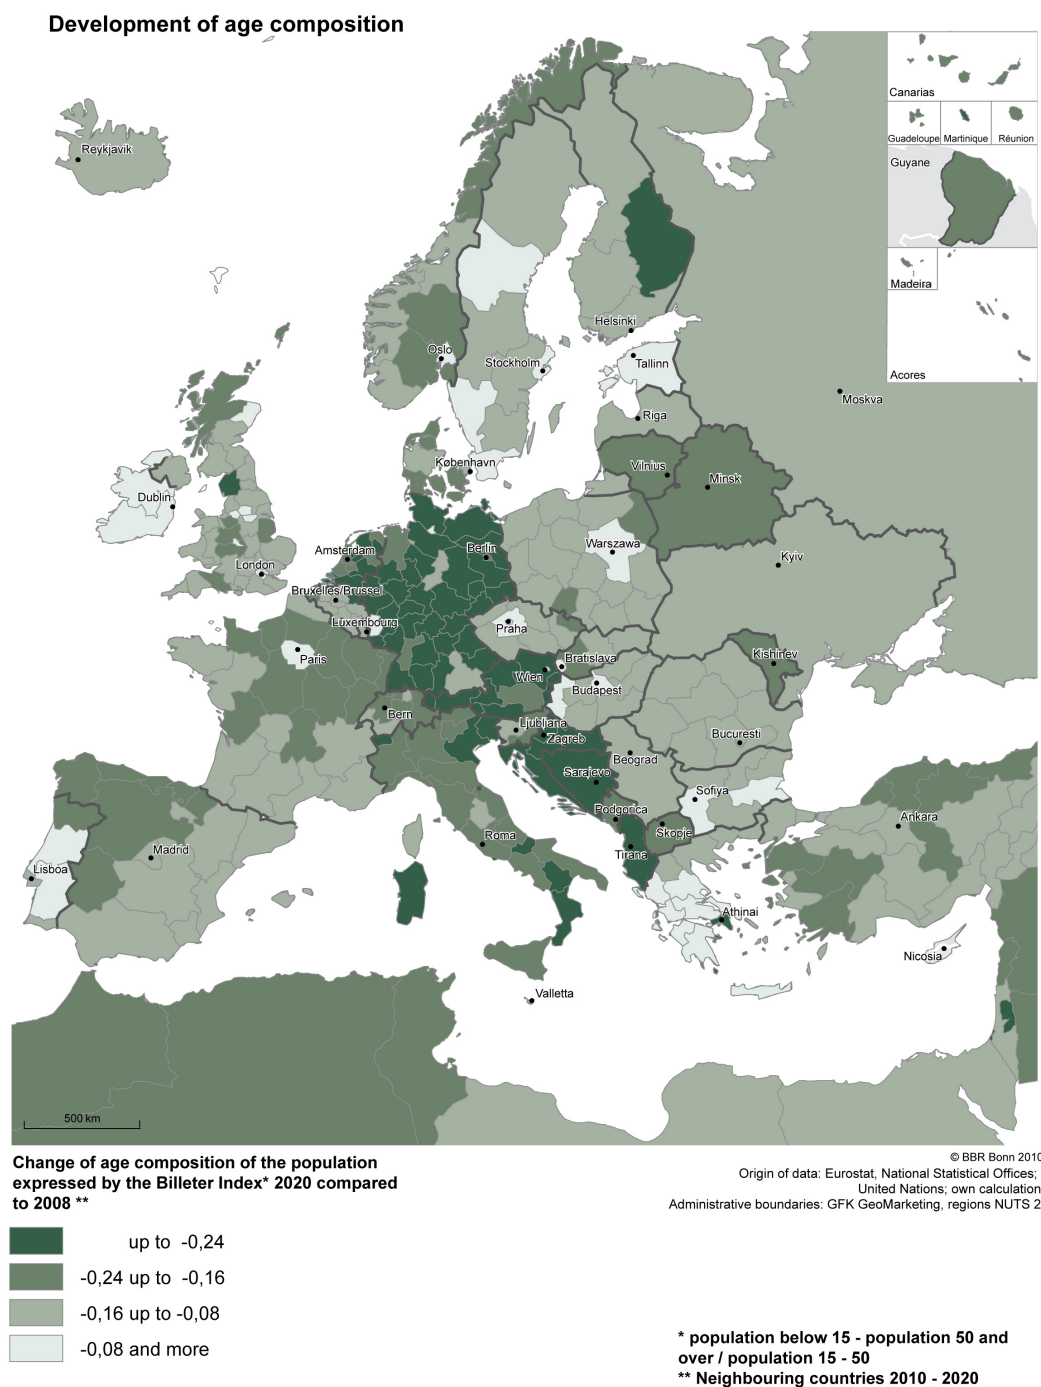 Development of age composition
Canarias
Reykjavik
Guadeloupe
Martinique
Réunion
Guyane
Madeira
Helsinki
Oslo
Stockholm
Tallinn
Acores
Moskva
Riga
København
Vilnius
Minsk
Dublin
Amsterdam
Berlin
Warszawa
Kyiv
London
Bruxelles/Brussel
Luxembourg
Praha
Paris
Bratislava
Kishinev
Wien
Budapest
Bern
Ljubljana
Zagreb
Bucuresti
Beograd
Sarajevo
Sofiya
Podgorica
Ankara
Roma
Skopje
Madrid
Tirana
Lisboa
Athinai
Nicosia
Valletta
500 km
© BBR Bonn 2010
Origin of data: Eurostat, National Statistical Offices;
United Nations; own calculation
Administrative boundaries: GFK GeoMarketing, regions NUTS 2
Change of age composition of the population
expressed by the Billeter Index* 2020 compared
to 2008 **
up to -0,24
-0,24 up to -0,16
-0,16 up to -0,08
-0,08 and more
* population below 15 - population 50 and
over / population 15 - 50
** Neighbouring countries 2010 - 2020